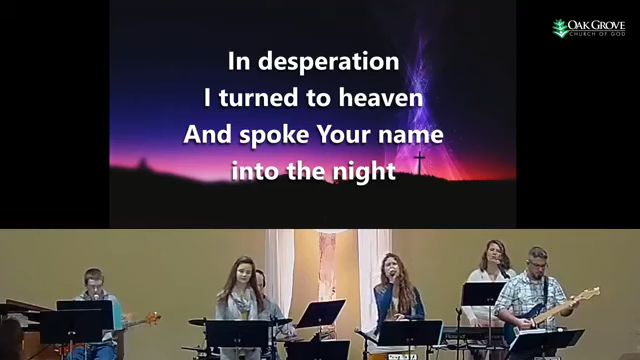 OAK GROVE
CHURCH OF GOD
In desperation
I turned to heaven
And spoke Your name
into the night